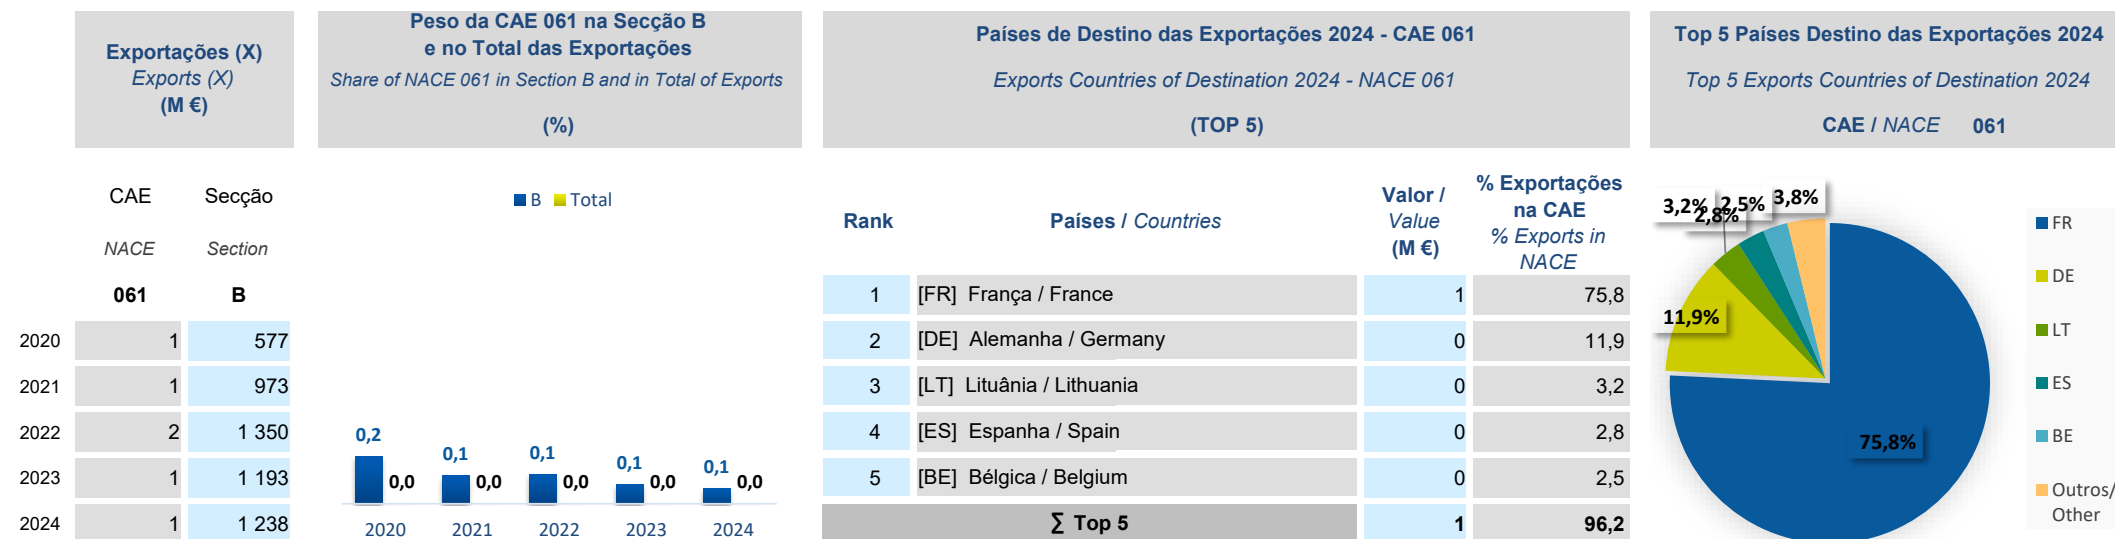 Exportações (X)
Exports (X)
(M €)
Peso da CAE 061 na Secção B
e no Total das Exportações
Share of NACE 061 in Section B and in Total of Exports
(%)
Países de Destino das Exportações 2024 - CAE 061
Exports Countries of Destination 2024 - NACE 061
(TOP 5)
Top 5 Países Destino das Exportações 2024
Top 5 Exports Countries of Destination 2024
CAE / NACE 061
CAE Secção
NACE Section
061 B
2020 1 577
2021 1 973
2022 2 1 350
2023 1 1 193
2024 1 1 238
B Total
0,2 0,0 0,1 0,0 0,1 0,0 0,1 0,0 0,1 0,0
2020 2021 2022 2023 2024
Rank Países / Countries
Valor /
Value
(M €)
% Exportações
na CAE
% Exports in
NACE
1 [FR] França / France 1 75,8
2 [DE] Alemanha / Germany 0 11,9
3 [LT] Lituânia / Lithuania 0 3,2
4 [ES] Espanha / Spain 0 2,8
5 [BE] Bélgica / Belgium 0 2,5
∑ Top 5 1 96,2
3,2% 2,8% 2,5% 3,8%
11,9%
75,8%
FR
DE
LT
ES
BE
Outros/
Other